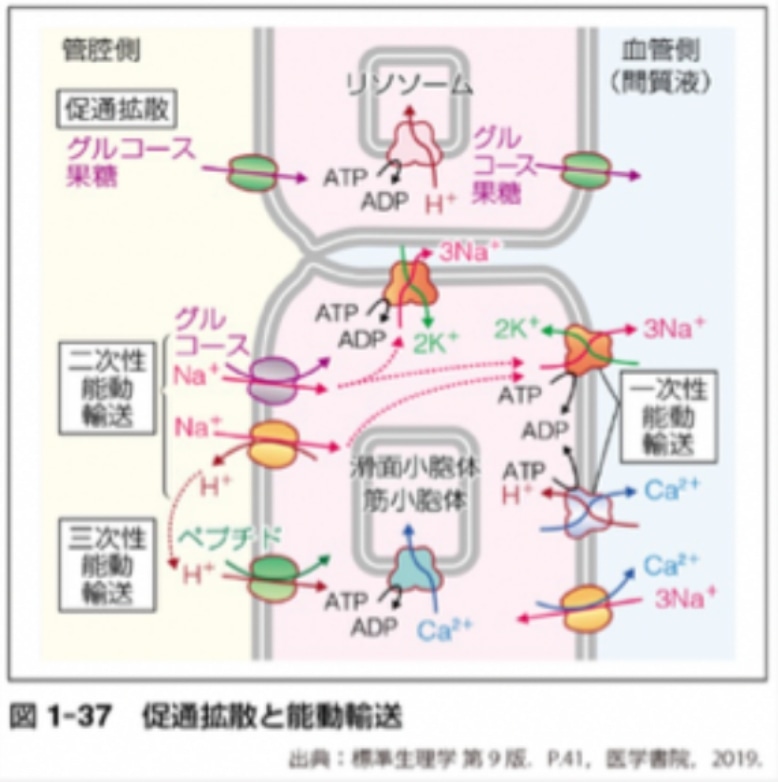 管腔側
血管側
（間質液）
促通拡散
グルコース
果糖
リソソーム
ATP
ADP
H⁺
グル
コース
果糖
3Na⁺
ATP
ADP
2K⁺
グル
コース
Na⁺
二次性
能動
輸送
Na⁺
H⁺
2K⁺
3Na⁺
ATP
ADP
一次性
能動
輸送
ATP
H⁺
Ca²⁺
滑面小胞体
筋小胞体
三次性
能動
輸送
ペプチド
H⁺
ATP
ADP
Ca²⁺
Ca²⁺
3Na⁺
図 1-37 促通拡散と能動輸送
出典：標準生理学 第9版. P.41, 医学書院, 2019.